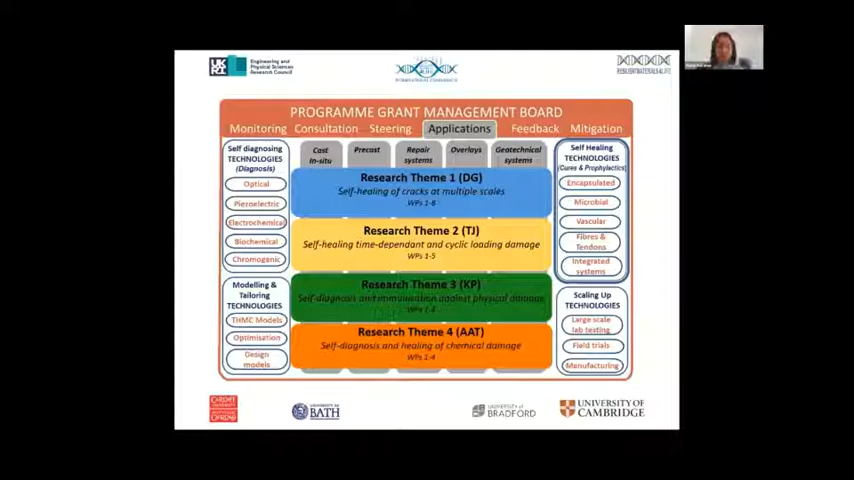 UKRI
Engineering and
Physical Sciences
Research Council
RESILIENTMATERIALS4LIFE
PROGRAMME GRANT MANAGEMENT BOARD
Monitoring Consultation Steering Applications Feedback Mitigation
Self diagnosing
TECHNOLOGIES
(Diagnosis)
Optical
Piezoelectric
Electrochemical
Biochemical
Chromogenic
Modelling &
Tailoring
TECHNOLOGIES
THMC Models
Optimisation
Design
models
Cast
in-situ
Precast
Repair
systems
Overlays
Geotechnical
systems
Research Theme 1 (DG)
Self-healing of cracks at multiple scales
WPs 1-6
Research Theme 2 (TJ)
Self-healing time-dependant and cyclic loading damage
WPs 1-5
Research Theme 3 (KP)
Self-diagnosis and immunisation against physical damage
WPs 1-4
Research Theme 4 (AAT)
Self-diagnosis and healing of chemical damage
WPs 1-4
Self Healing
TECHNOLOGIES
(Cures & Prophylactics)
Encapsulated
Microbial
Vascular
Fibres &
Tendons
Integrated
systems
Scaling Up
TECHNOLOGIES
Large scale
lab testing
Field trials
Manufacturing
CARDIFF
UNIVERSITY
PRIFYSGOL
CAERDYDD
UNIVERSITY OF
BATH
UNIVERSITY OF
BRADFORD
UNIVERSITY OF
CAMBRIDGE